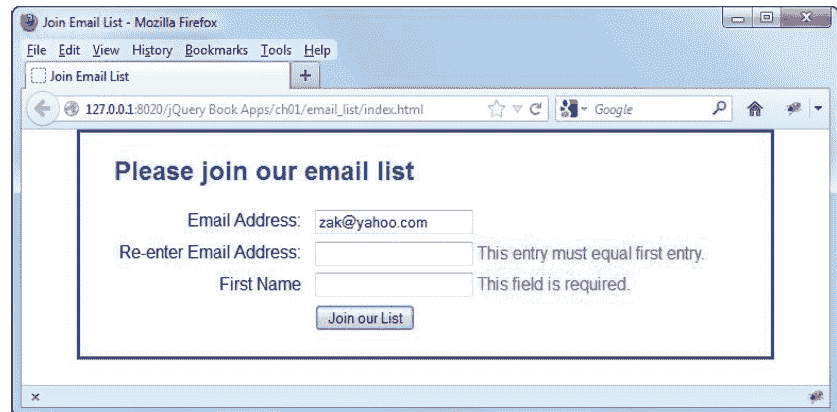 Join Email List - Mozilla Firefox
File Edit View History Bookmarks Tools Help
Join Email List +
127.0.0.1:8020/jQuery Book Apps/ch01/email_list/index.html Google
Please join our email list
Email Address: zak@yahoo.com
Re-enter Email Address: This entry must equal first entry.
First Name This field is required.
Join our List
x